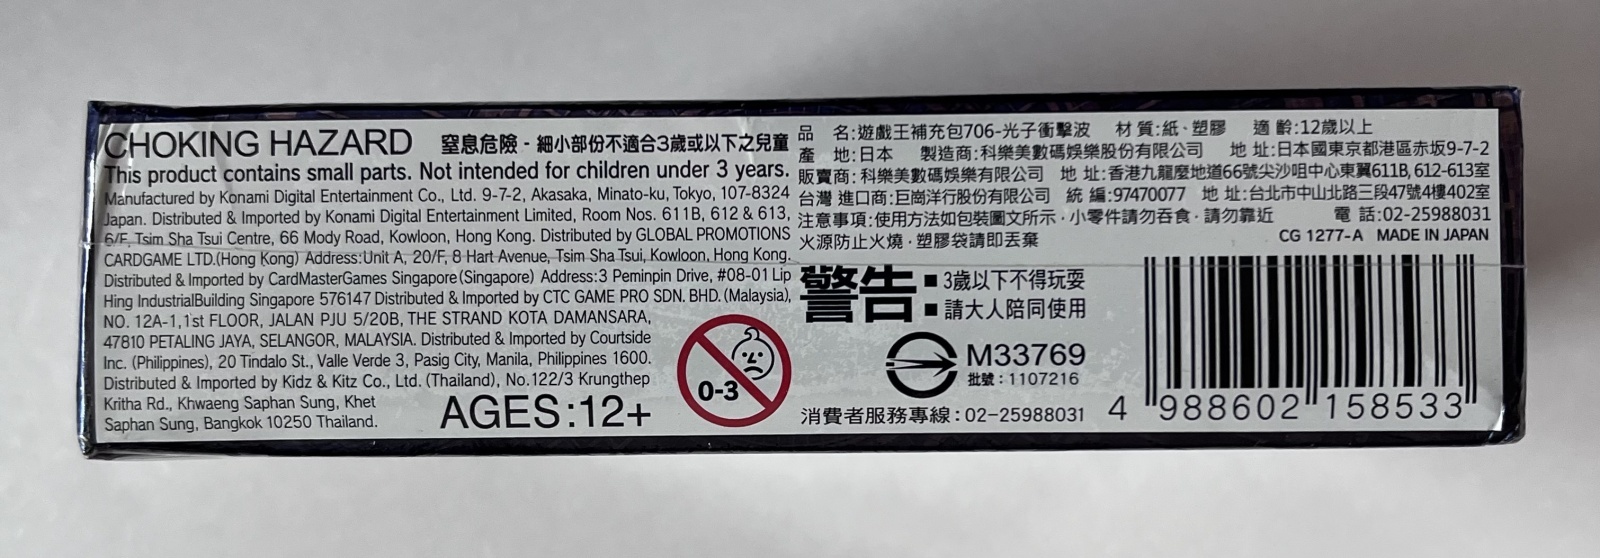 CHOKING HAZARD 窒息危險 - 細小部份不適合3歲或以下之兒童
This product contains small parts. Not intended for children under 3 years.
Manufactured by Konami Digital Entertainment Co., Ltd. 9-7-2, Akasaka, Minato-ku, Tokyo, 107-8324
Japan. Distributed & Imported by Konami Digital Entertainment Limited, Room Nos. 611B, 612 & 613,
6/F, Tsim Sha Tsui Centre, 66 Mody Road, Kowloon, Hong Kong. Distributed by GLOBAL PROMOTIONS
CARDGAME LTD.(Hong Kong) Address:Unit A, 20/F, 8 Hart Avenue, Tsim Sha Tsui, Kowloon, Hong Kong.
Distributed & Imported by CardMasterGames Singapore(Singapore) Address:3 Peminpin Drive, #08-01 Lip
Hing IndustrialBuilding Singapore 576147 Distributed & Imported by CTC GAME PRO SDN. BHD. (Malaysia),
NO. 12A-1,1'st FLOOR, JALAN PJU 5/20B, THE STRAND KOTA DAMANSARA,
47810 PETALING JAYA, SELANGOR, MALAYSIA. Distributed & Imported by Courtside
Inc. (Philippines), 20 Tindalo St., Valle Verde 3, Pasig City, Manila, Philippines 1600.
Distributed & Imported by Kidz & Kitz Co., Ltd. (Thailand), No.122/3 Krungthep
Kritha Rd., Khwaeng Saphan Sung, Khet
Saphan Sung, Bangkok 10250 Thailand.
AGES:12+
0-3
品 名:遊戲王補充包706-光子衝擊波 材質:紙、塑膠 適齡:12歲以上
產 地:日本 製造商:科樂美數碼娛樂股份有限公司 地址:日本國東京都港區赤坂9-7-2
販賣商:科樂美數碼娛樂有限公司 地址:香港九龍麼地道66號尖沙咀中心東翼611B, 612-613室
台灣進口商:巨崗洋行股份有限公司 統編:97470077 地址:台北市中山北路三段47號4樓402室
注意事項:使用方法如包裝圖文所示·小零件請勿吞食·請勿靠近 電話:02-25988031
火源防止火燒·塑膠袋請即丟棄 CG 1277-A MADE IN JAPAN
警告:
3歲以下不得玩耍
請大人陪同使用
M33769
批號:1107216
消費者服務專線:02-25988031
4 988602 158533